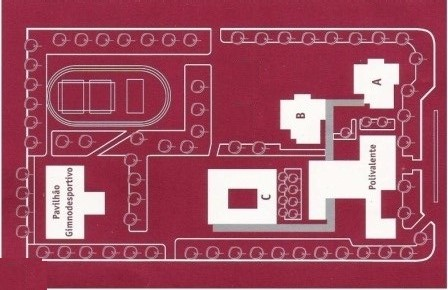 A
B
Polivalente
C
Pavilhão
Gimnodesportivo